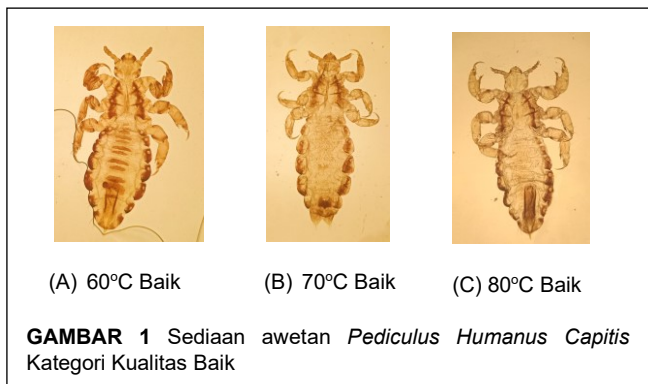 (A) 60°C Baik
(B) 70°C Baik
(C) 80°C Baik
GAMBAR 1 Sediaan awetan Pediculus Humanus Capitis
Kategori Kualitas Baik